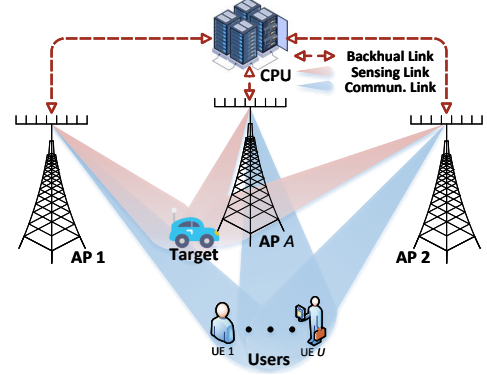 Backhual Link
CPU
Sensing Link
Commun. Link
AP 1
Target
AP A
AP 2
UE 1
UE U
Users